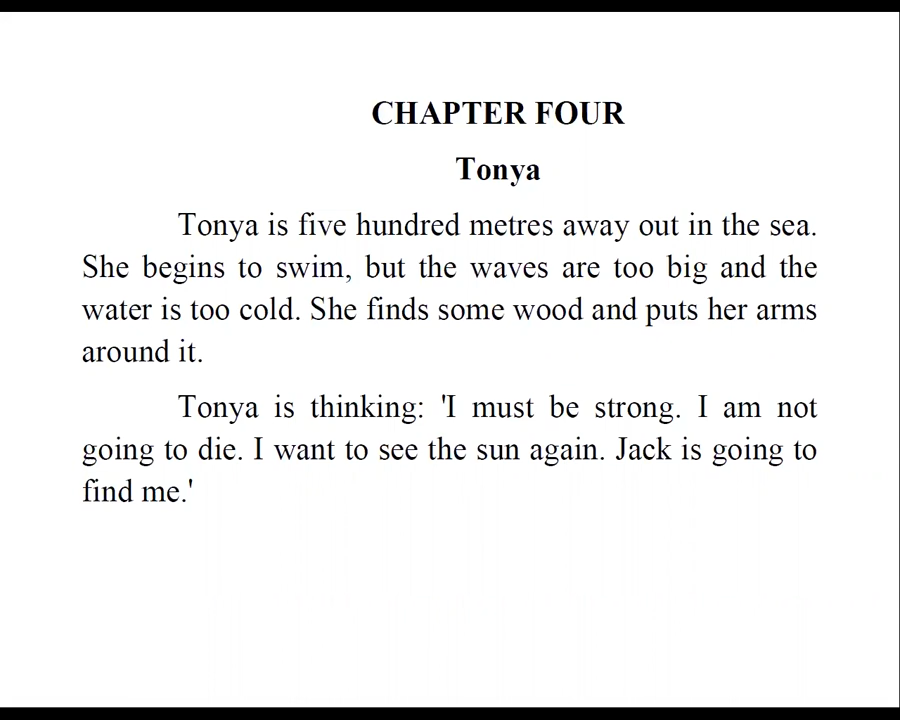 CHAPTER FOUR
Tonya
Tonya is five hundred metres away out in the sea.
She begins to swim, but the waves are too big and the
water is too cold. She finds some wood and puts her arms
around it.
Tonya is thinking: 'I must be strong. I am not
going to die. I want to see the sun again. Jack is going to
find me.'